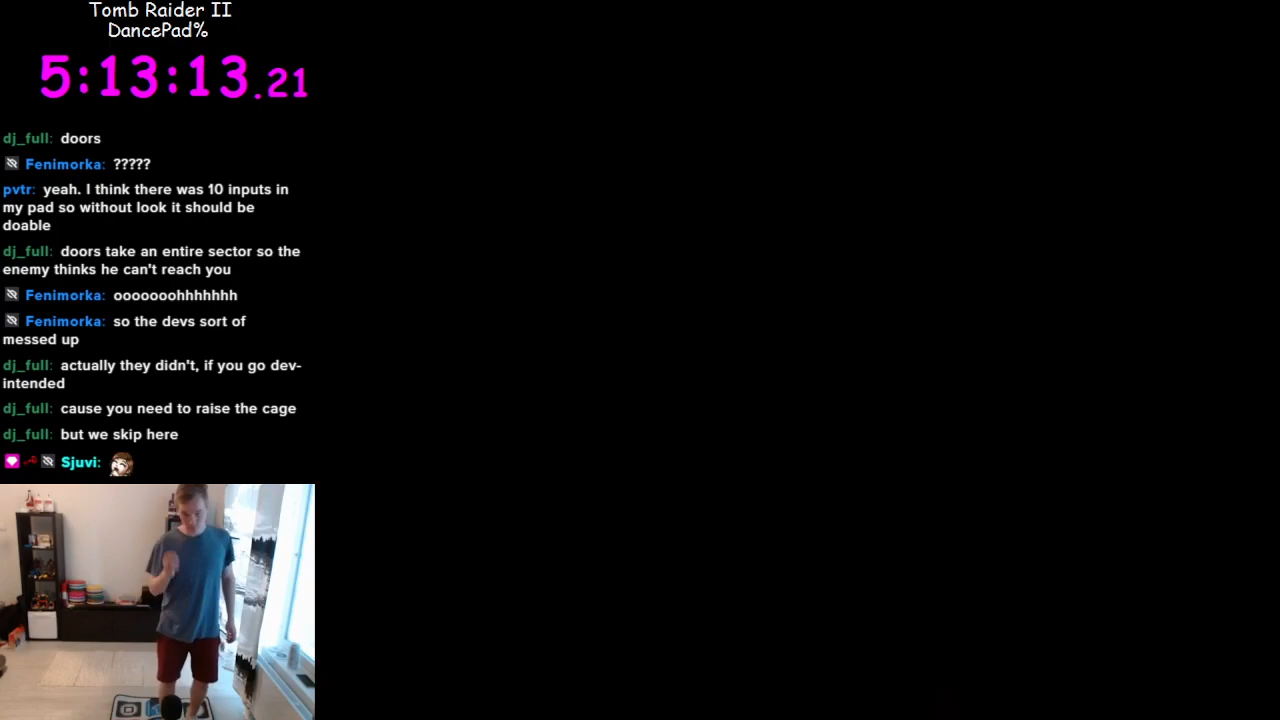 Tomb Raider II
DancePad%
5:13:13.21
dj_full: doors
Fenimorka: ?????
pvtr: yeah. I think there was 10 inputs in
my pad so without look it should be
doable
dj_full: doors take an entire sector so the
enemy thinks he can't reach you
Fenimorka: ooooooohhhhhhh
Fenimorka: so the devs sort of
messed up
dj_full: actually they didn't, if you go dev-
intended
dj_full: cause you need to raise the cage
dj_full: but we skip here
Sjuvi: